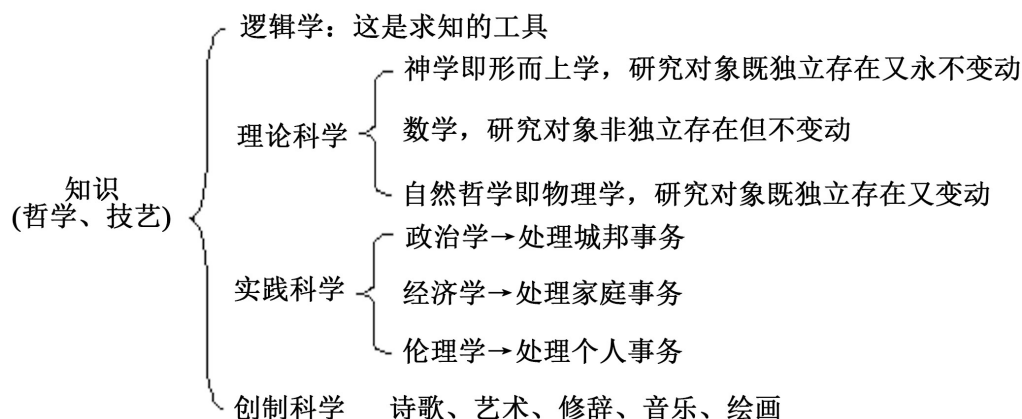 逻辑学：这是求知的工具
神学即形而上学，研究对象既独立存在又永不变动
理论科学
数学，研究对象非独立存在但不变动
自然哲学即物理学，研究对象既独立存在又变动
知识
(哲学、技艺)
政治学→处理城邦事务
实践科学
经济学→处理家庭事务
伦理学→处理个人事务
创制科学 诗歌、艺术、修辞、音乐、绘画